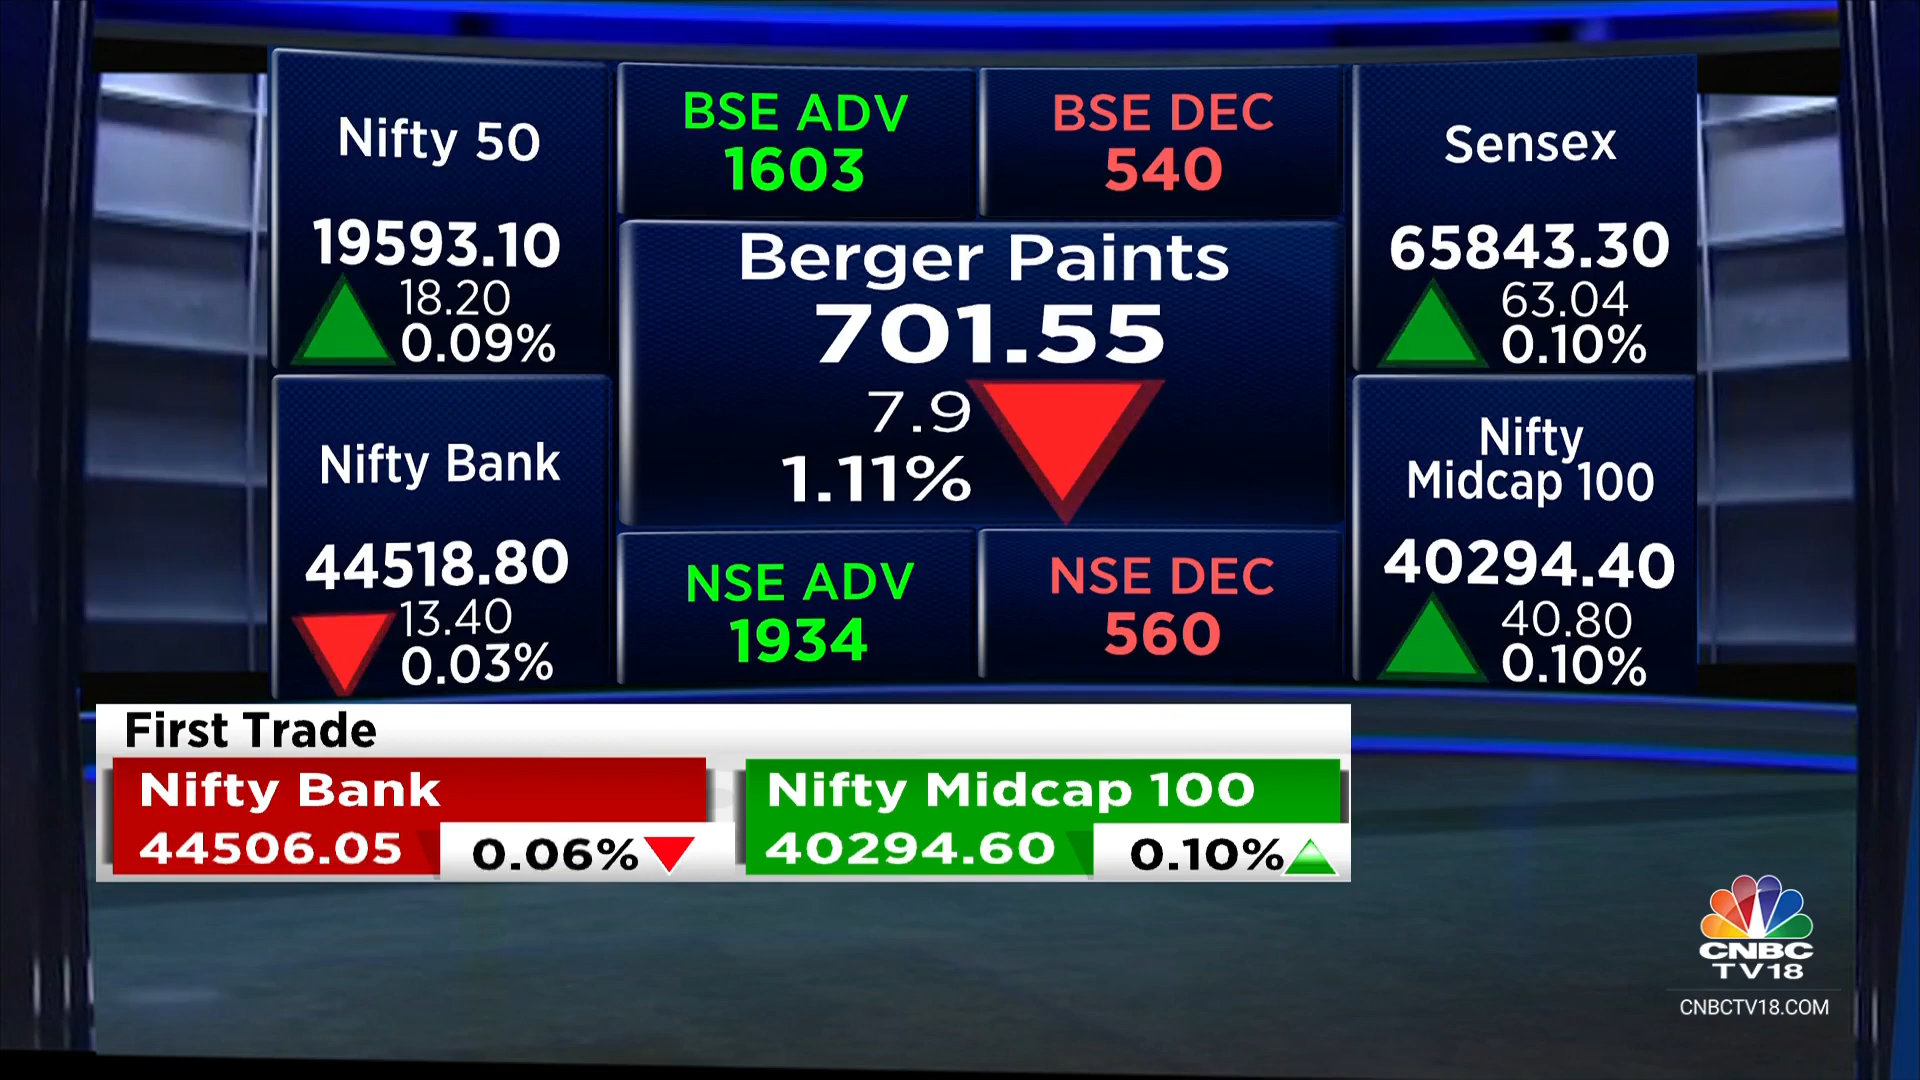 Nifty 50
19593.10
18.20
0.09%
BSE ADV
1603
BSE DEC
540
Sensex
65843.30
63.04
0.10%
Berger Paints
701.55
7.9
1.11%
Nifty Bank
44518.80
13.40
0.03%
NSE ADV
1934
NSE DEC
560
Nifty
Midcap 100
40294.40
40.80
0.10%
First Trade
Nifty Bank
44506.05
0.06%
Nifty Midcap 100
40294.60
0.10%
CNBC
TV18
CNBCTV18.COM